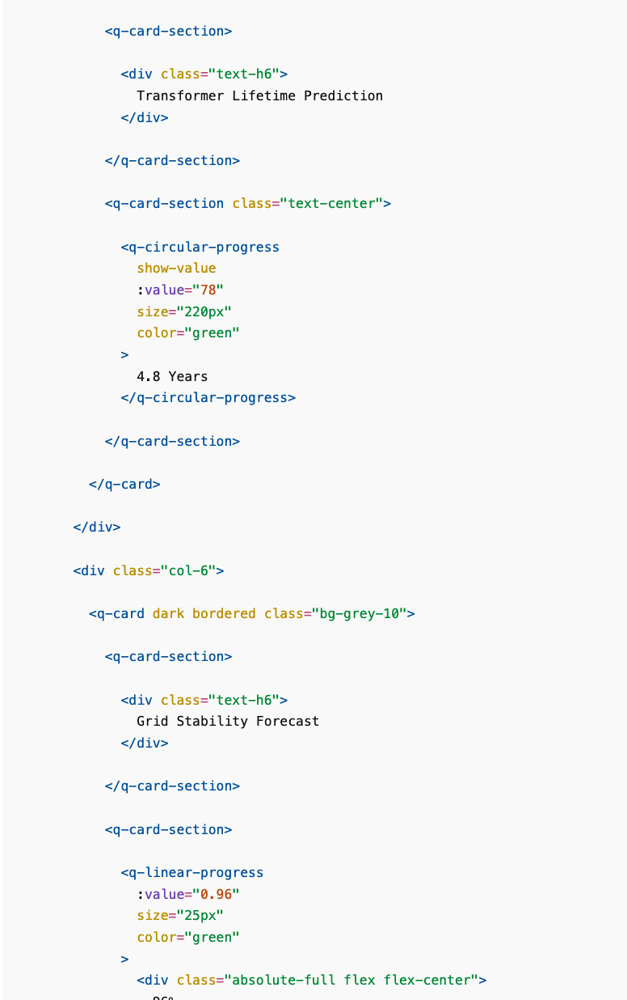 <q-card-section>
<div class="text-h6">
Transformer Lifetime Prediction
</div>
</q-card-section>
<q-card-section class="text-center">
<q-circular-progress
show-value
:value="78"
size="220px"
color="green"
>
4.8 Years
</q-circular-progress>
</q-card-section>
</q-card>
</div>
<div class="col-6">
<q-card dark bordered class="bg-grey-10">
<q-card-section>
<div class="text-h6">
Grid Stability Forecast
</div>
</q-card-section>
<q-card-section>
<q-linear-progress
:value="0.96"
size="25px"
color="green"
>
<div class="absolute-full flex flex-center">